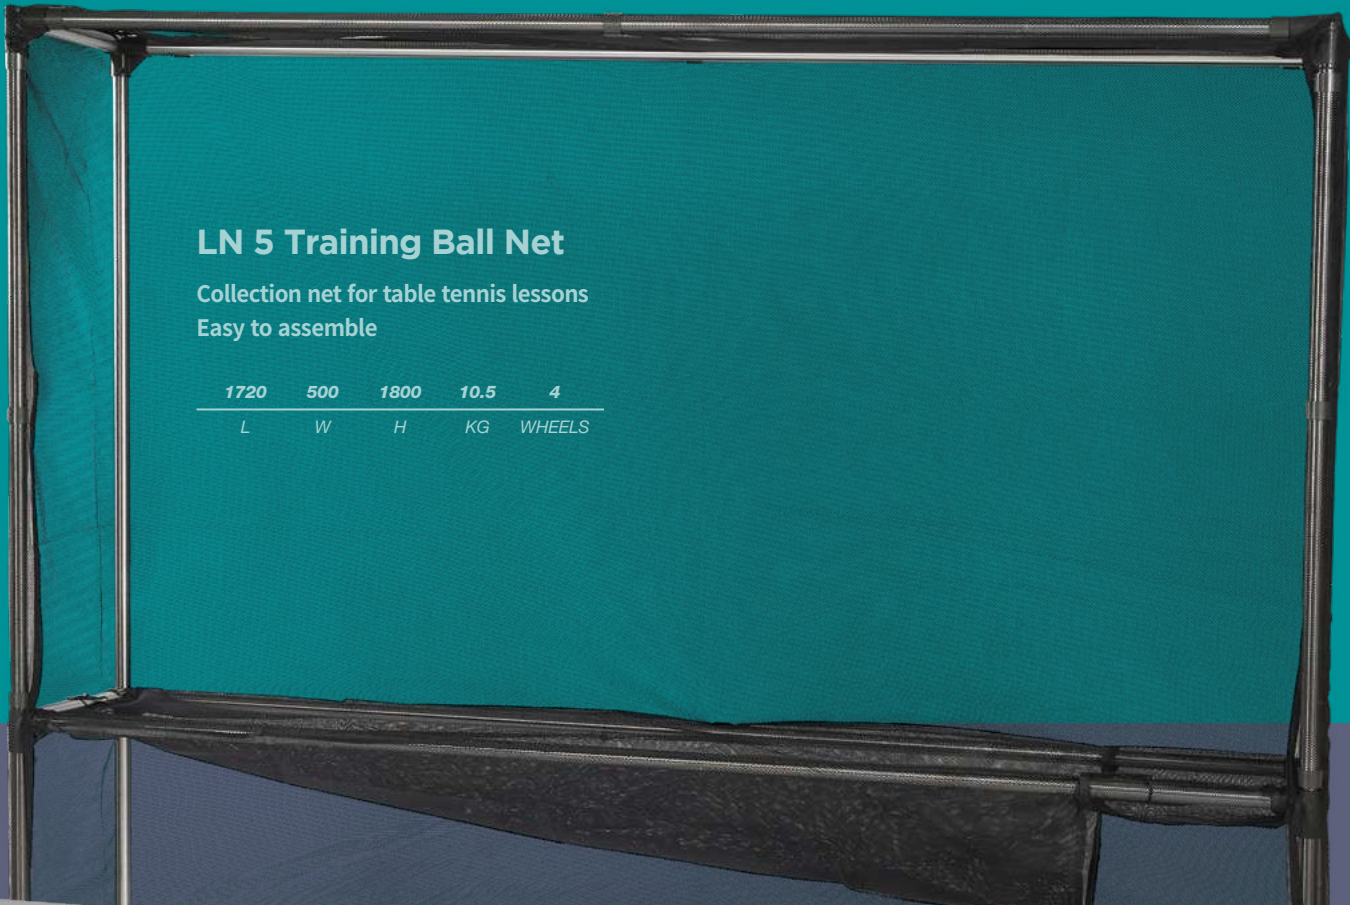 LN 5 Training Ball Net
Collection net for table tennis lessons
Easy to assemble
1720 500 1800 10.5 4
L W H KG WHEELS